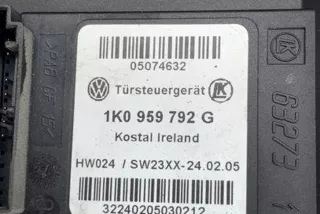 05074632
Türsteuergerät
1K0 959 792 G
Kostal Ireland
HW024 / SW23XX-24.02.05
32240205030212
63273